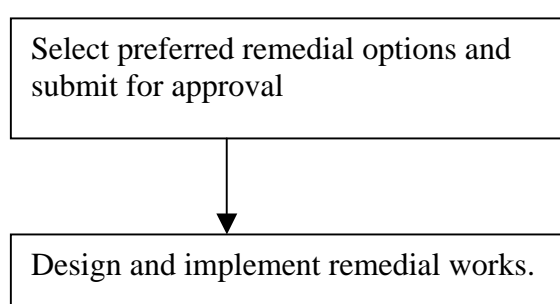 Select preferred remedial options and
submit for approval
Design and implement remedial works.